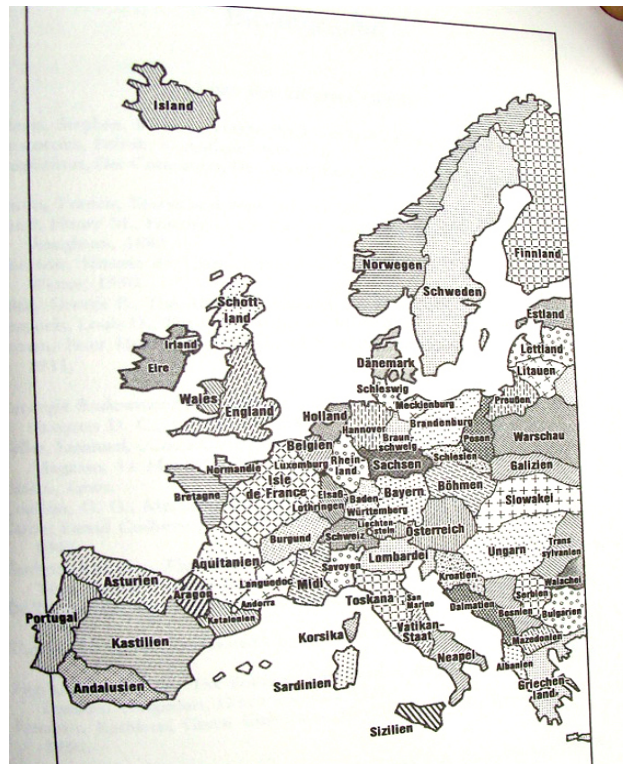 Island
Norwegen
Schweden
Finnland
Estland
Lettland
Litauen
Preußen
Schott-
land
Irland
Eire
Wales
England
Dänemark
Schleswig
Mecklenburg
Brandenburg
Posen
Warschau
Holland
Hannover
Braun-
schweig
Belgien
Luxemburg
Rhein-
land
Sachsen
Schlesien
Galizien
Normandie
Bretagne
Isle
de France
Elsaß-
Lothringen
Baden
Württemberg
Bayern
Böhmen
Slowakei
Burgund
Schweiz
Liechten
stein
Österreich
Ungarn
Trans
sylvanien
Aquitanien
Languedoc
Midi
Savoyen
Lombardei
Kroatien
Walachei
Serbien
Asturien
Aragon
Andorra
Katalonien
Toskana
San
Marino
Dalmatien
Bosnien
Bulgarien
Portugal
Kastilien
Korsika
Vatikan-
Staat
Mazedonien
Andalusien
Sardinien
Neapel
Albanien
Griechen-
land
Sizilien